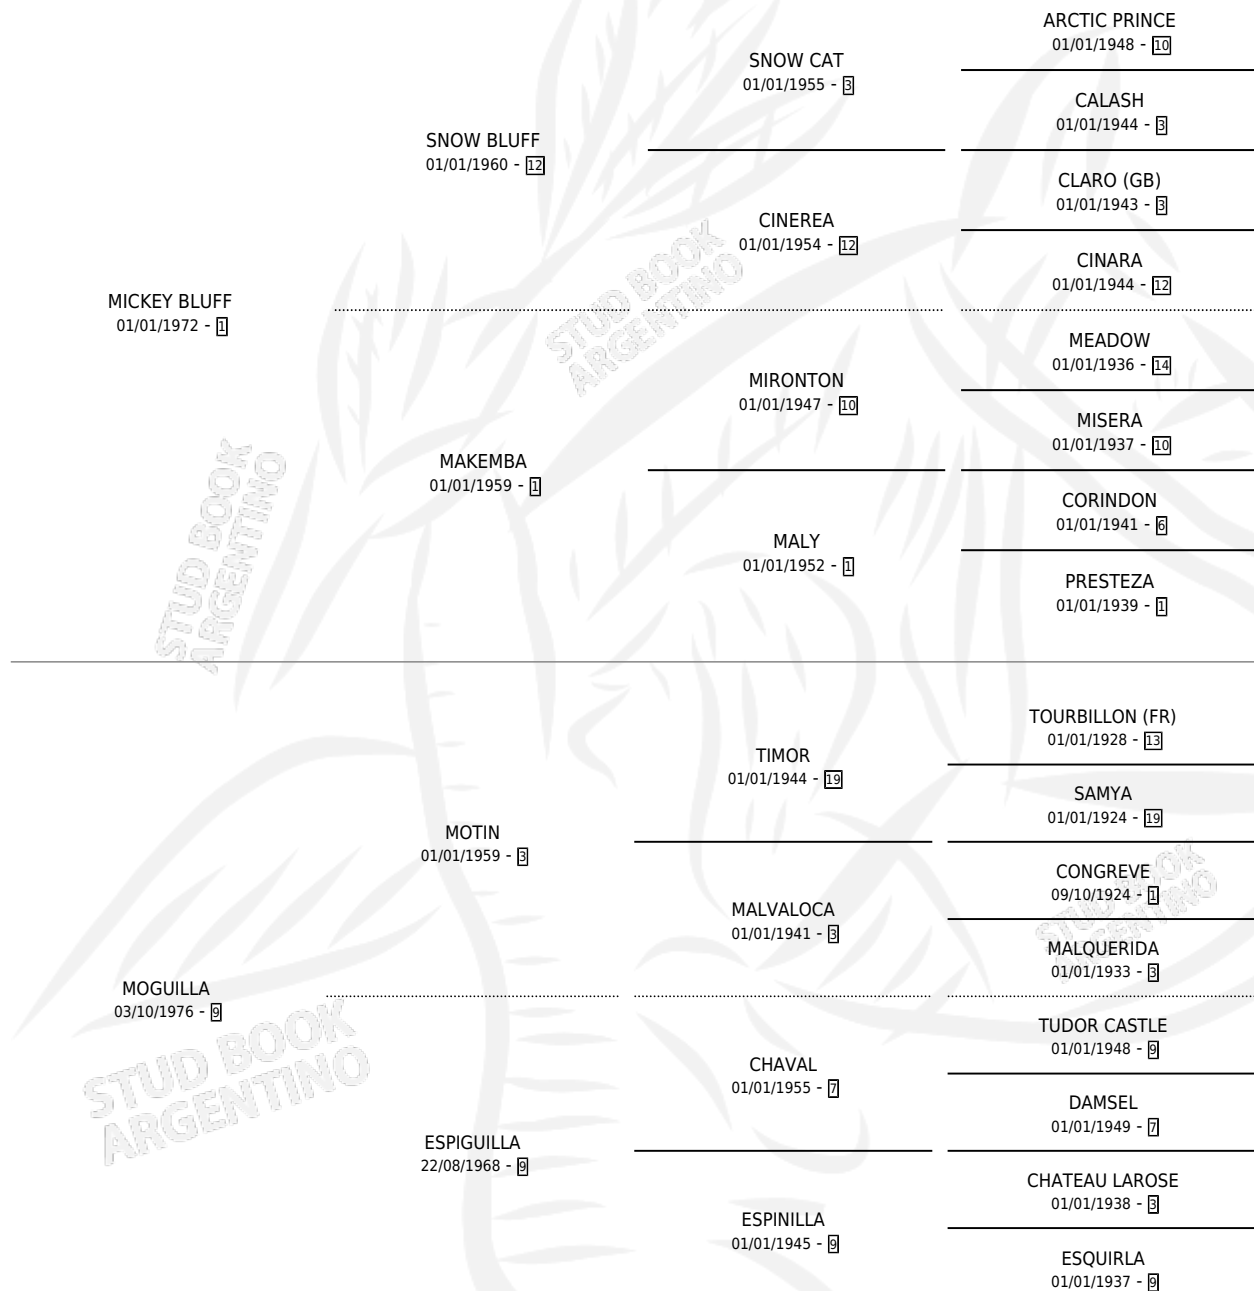 ARCTIC PRINCE
01/01/1948 - 10
SNOW CAT
01/01/1955 - 3
CALASH
01/01/1944 - 3
SNOW BLUFF
01/01/1960 - 12
CLARO (GB)
01/01/1943 - 3
CINEREA
01/01/1954 - 12
CINARA
01/01/1944 - 12
MICKEY BLUFF
01/01/1972 - 1
MEADOW
01/01/1936 - 14
MIRONTON
01/01/1947 - 10
MISERA
01/01/1937 - 10
MAKEMBA
01/01/1959 - 1
CORINDON
01/01/1941 - 6
MALY
01/01/1952 - 1
PRESTEZA
01/01/1939 - 1
TOURBILLON (FR)
01/01/1928 - 13
TIMOR
01/01/1944 - 19
SAMYA
01/01/1924 - 19
MOTIN
01/01/1959 - 3
CONGREVE
09/10/1924 - 1
MALVALOCA
01/01/1941 - 3
MALQUERIDA
01/01/1933 - 3
MOGUILLA
03/10/1976 - 9
TUDOR CASTLE
01/01/1948 - 9
CHAVAL
01/01/1955 - 7
DAMSEL
01/01/1949 - 7
ESPIGUILLA
22/08/1968 - 9
CHATEAU LAROSE
01/01/1938 - 3
ESPINILLA
01/01/1945 - 9
ESQUIRLA
01/01/1937 - 9
STUD BOOK
ARGENTINO
STUD BOOK
ARGENTINO
STUD BOOK
ARGENTINO
STUD BOOK
ARGENTINO